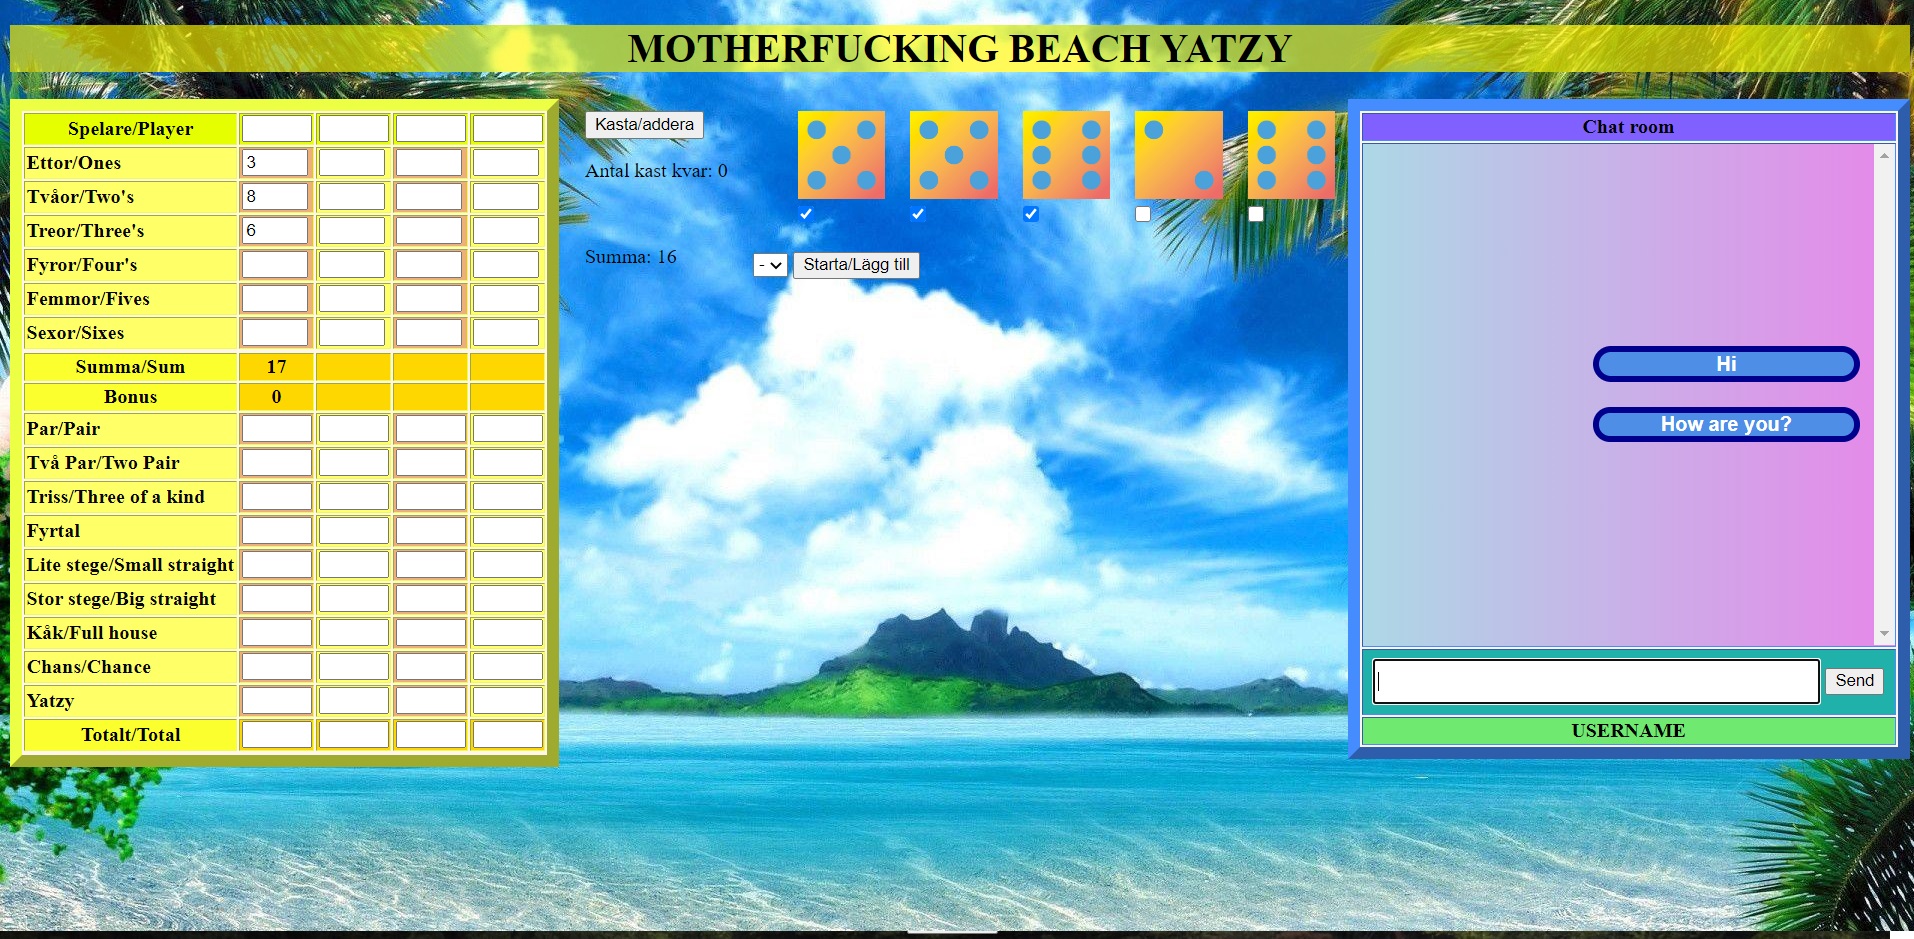 MOTHERFUCKING BEACH YATZY
Spelare/Player
Ettor/Ones 3
Tvåor/Two's 8
Treor/Three's 6
Fyror/Four's
Femmor/Fives
Sexor/Sixes
Summa/Sum 17
Bonus 0
Par/Pair
Två Par/Two Pair
Triss/Three of a kind
Fyrtal
Lite stege/Small straight
Stor stege/Big straight
Kåk/Full house
Chans/Chance
Yatzy
Totalt/Total
Kasta/addera
Antal kast kvar: 0
Summa: 16
- Starta/Lägg till
Chat room
Hi
How are you?
Send
USERNAME